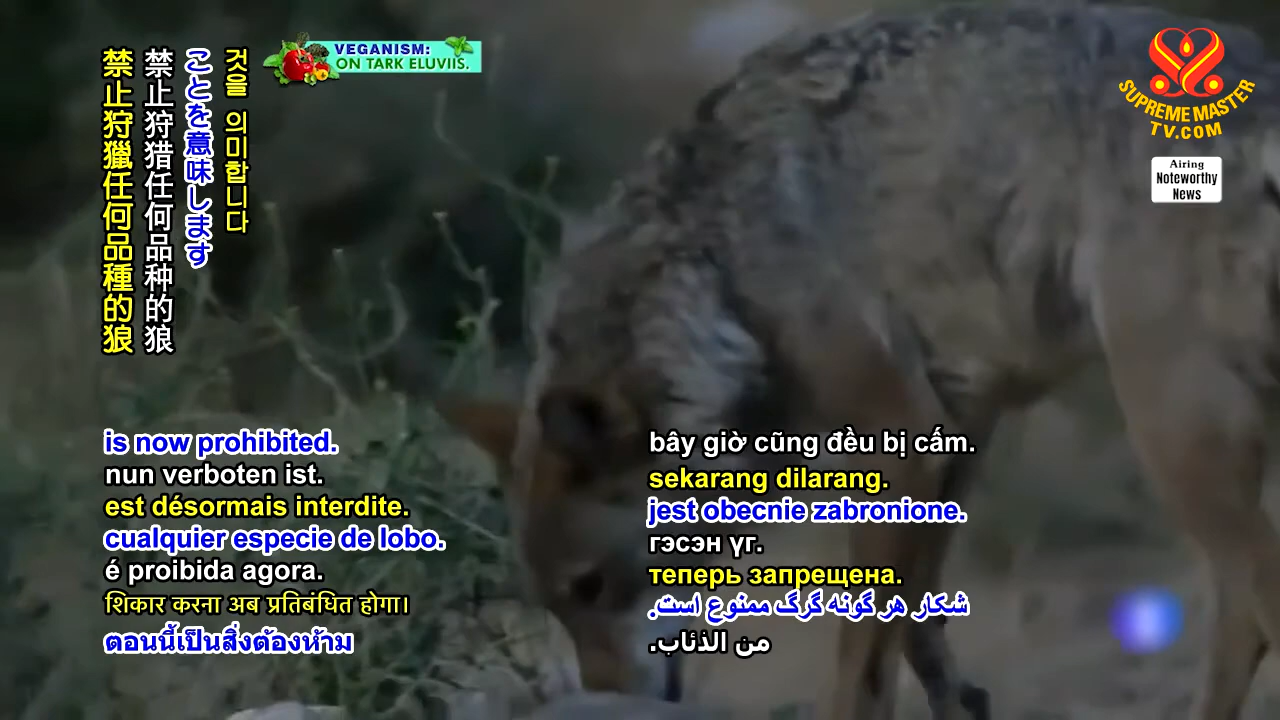 禁止狩獵任何品種的狼
禁止狩猎任何品种的狼
ことを意味します
것을 의미합니다
VEGANISM:
ON TARK ELUVIIS.
SUPREME MASTER
TV.COM
Airing
Noteworthy
News
is now prohibited.
nun verboten ist.
est désormais interdite.
cualquier especie de lobo.
é proibida agora.
शिकार करना अब प्रतिबंधित होगा।
ตอนนี้เป็นสิ่งต้องห้าม
bây giờ cũng đều bị cấm.
sekarang dilarang.
jest obecnie zabronione.
гэсэн үг.
теперь запрещена.
شکار هر گونه گرگ ممنوع است.
من الذئاب.